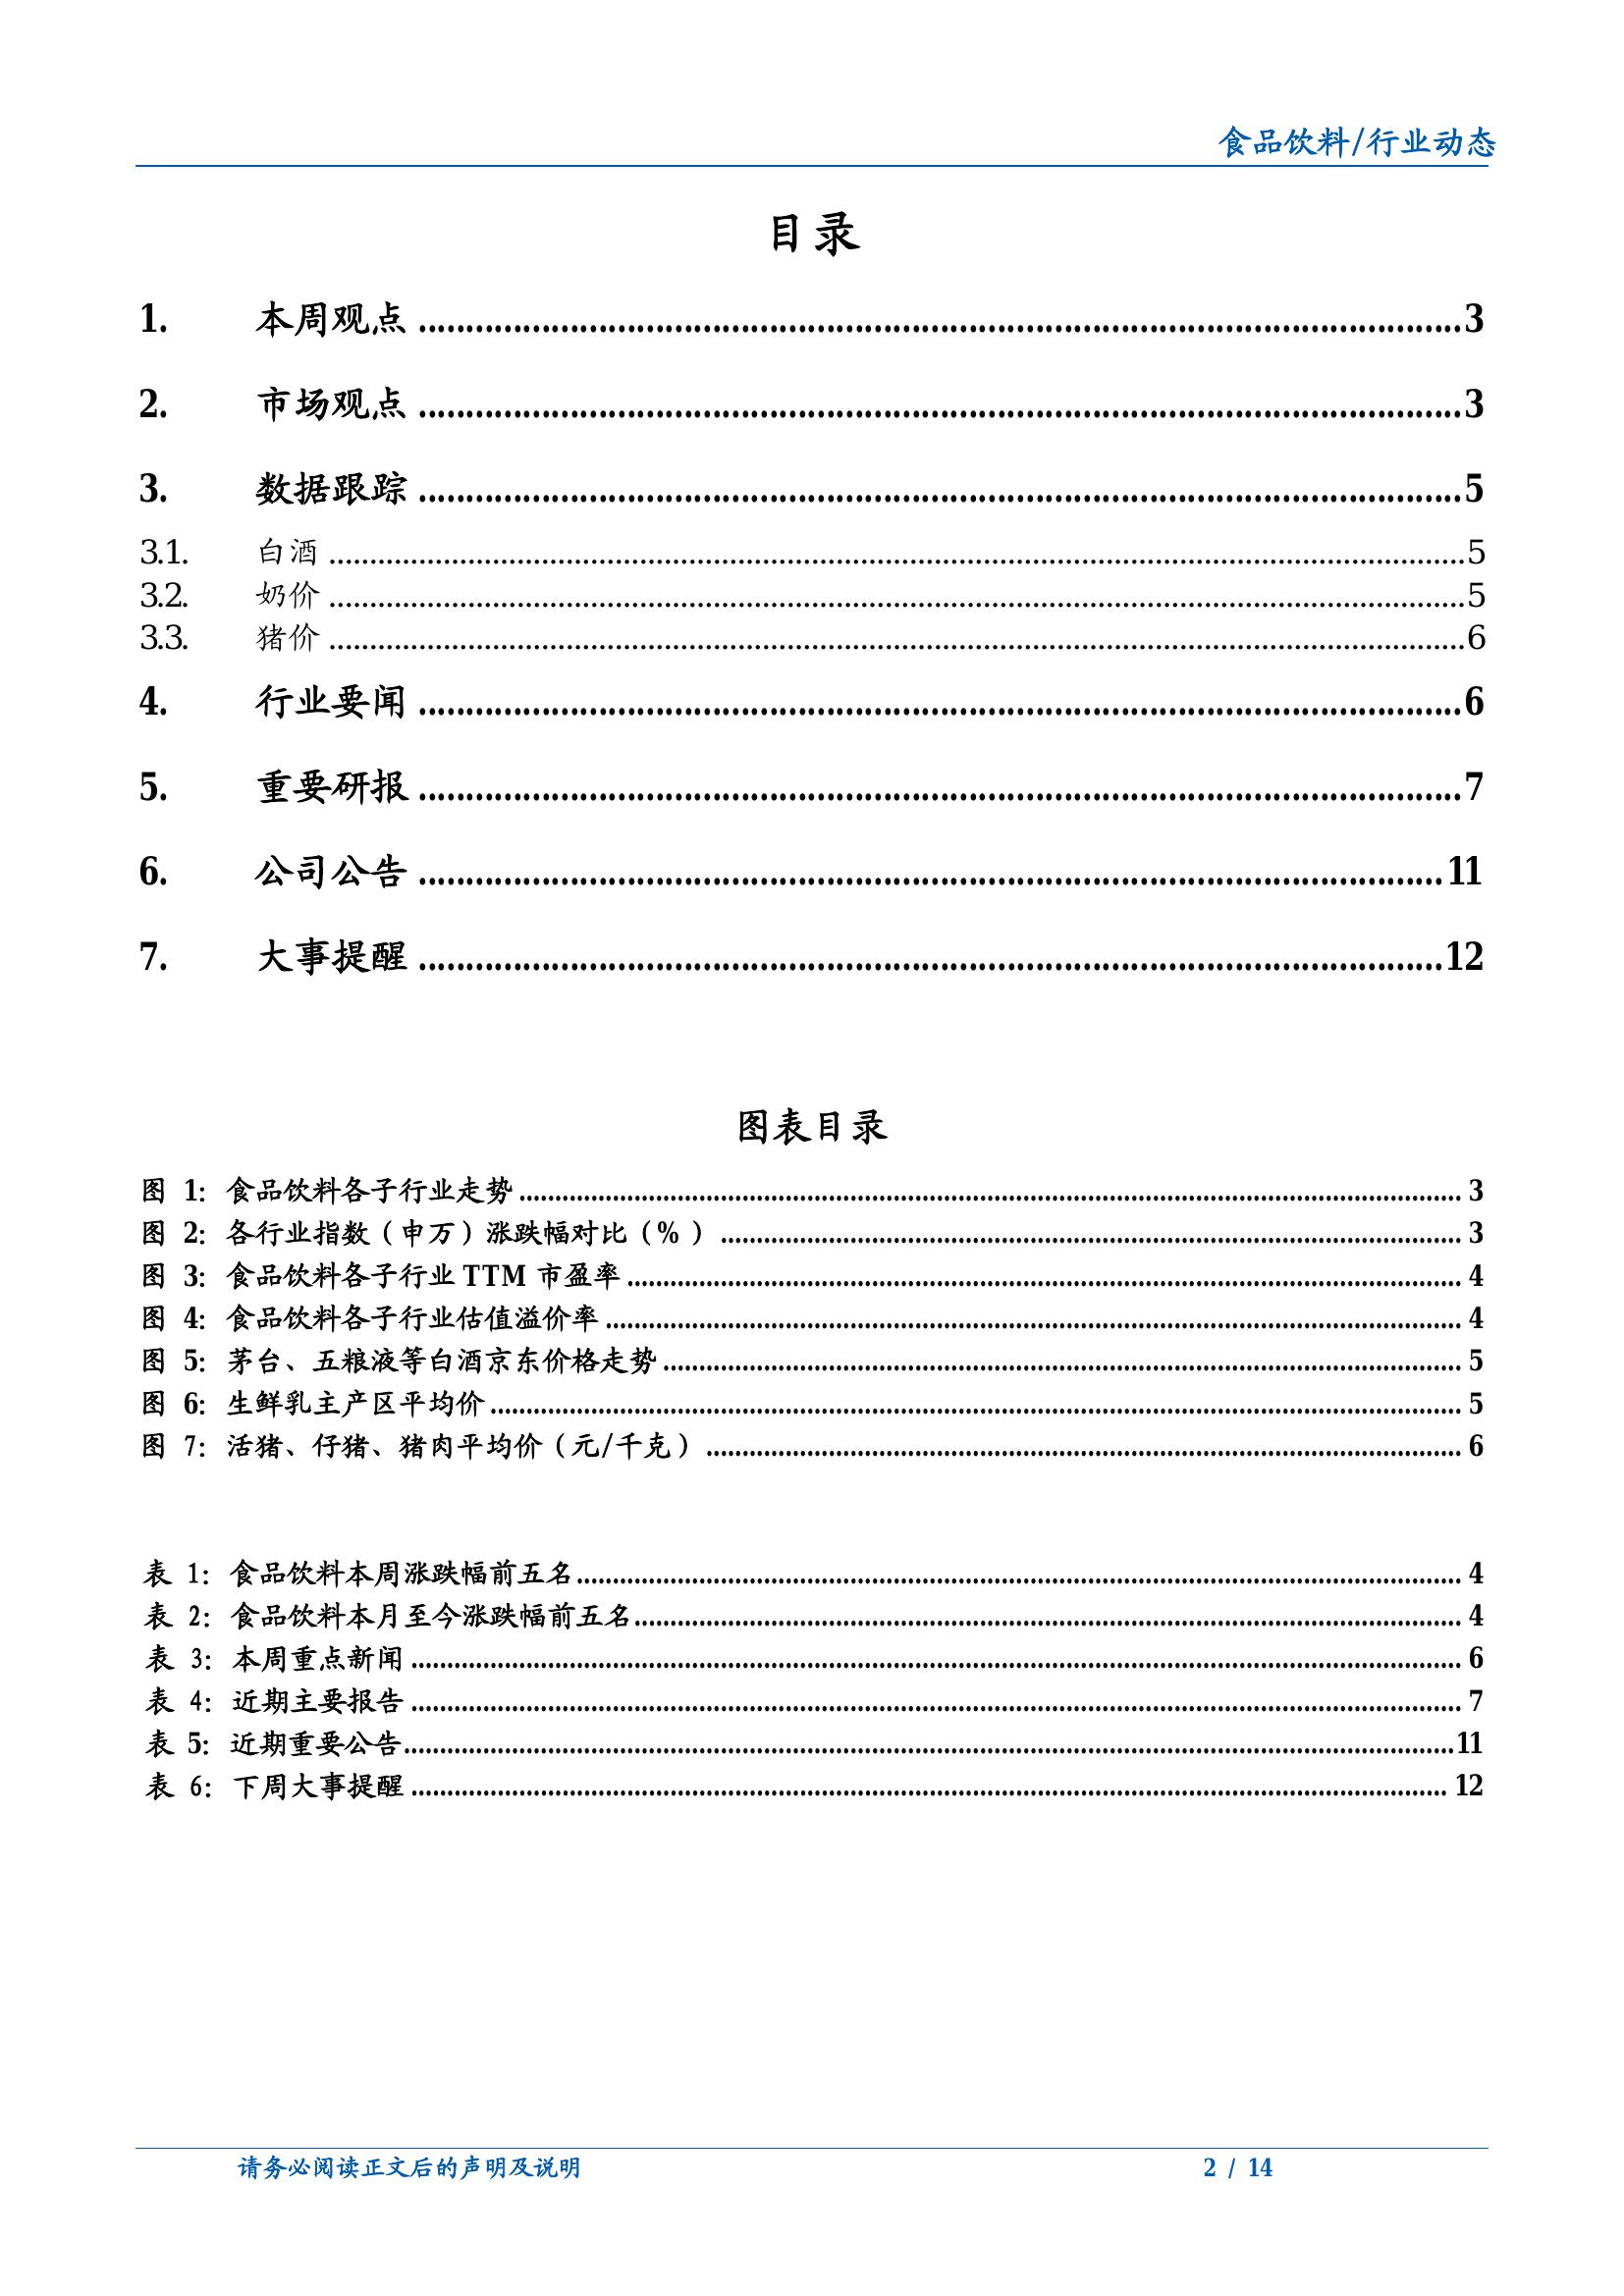 食品饮料/行业动态
目录
1. 本周观点 ........................................ 3
2. 市场观点 ........................................ 3
3. 数据跟踪 ........................................ 5
3.1. 白酒 ........................................ 5
3.2. 奶价 ........................................ 5
3.3. 猪价 ........................................ 6
4. 行业要闻 ........................................ 6
5. 重要研报 ........................................ 7
6. 公司公告 ........................................ 11
7. 大事提醒 ........................................ 12
图表目录
图 1: 食品饮料各子行业走势 ........................................ 3
图 2: 各行业指数（申万）涨跌幅对比（%） ........................................ 3
图 3: 食品饮料各子行业 TTM 市盈率 ........................................ 4
图 4: 食品饮料各子行业估值溢价率 ........................................ 4
图 5: 茅台、五粮液等白酒京东价格走势 ........................................ 5
图 6: 生鲜乳主产区平均价 ........................................ 5
图 7: 活猪、仔猪、猪肉平均价（元/千克） ........................................ 6
表 1: 食品饮料本周涨跌幅前五名 ........................................ 4
表 2: 食品饮料本月至今涨跌幅前五名 ........................................ 4
表 3: 本周重点新闻 ........................................ 6
表 4: 近期主要报告 ........................................ 7
表 5: 近期重要公告 ........................................ 11
表 6: 下周大事提醒 ........................................ 12
请务必阅读正文后的声明及说明 2 / 14